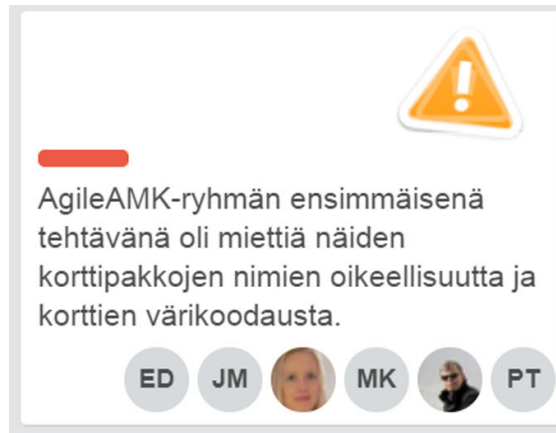 AgileAMK-ryhmän ensimmäisenä
tehtävänä oli miettiä näiden
korttipakkojen nimien oikeellisuutta ja
korttien värikoodausta.
ED JM MK PT